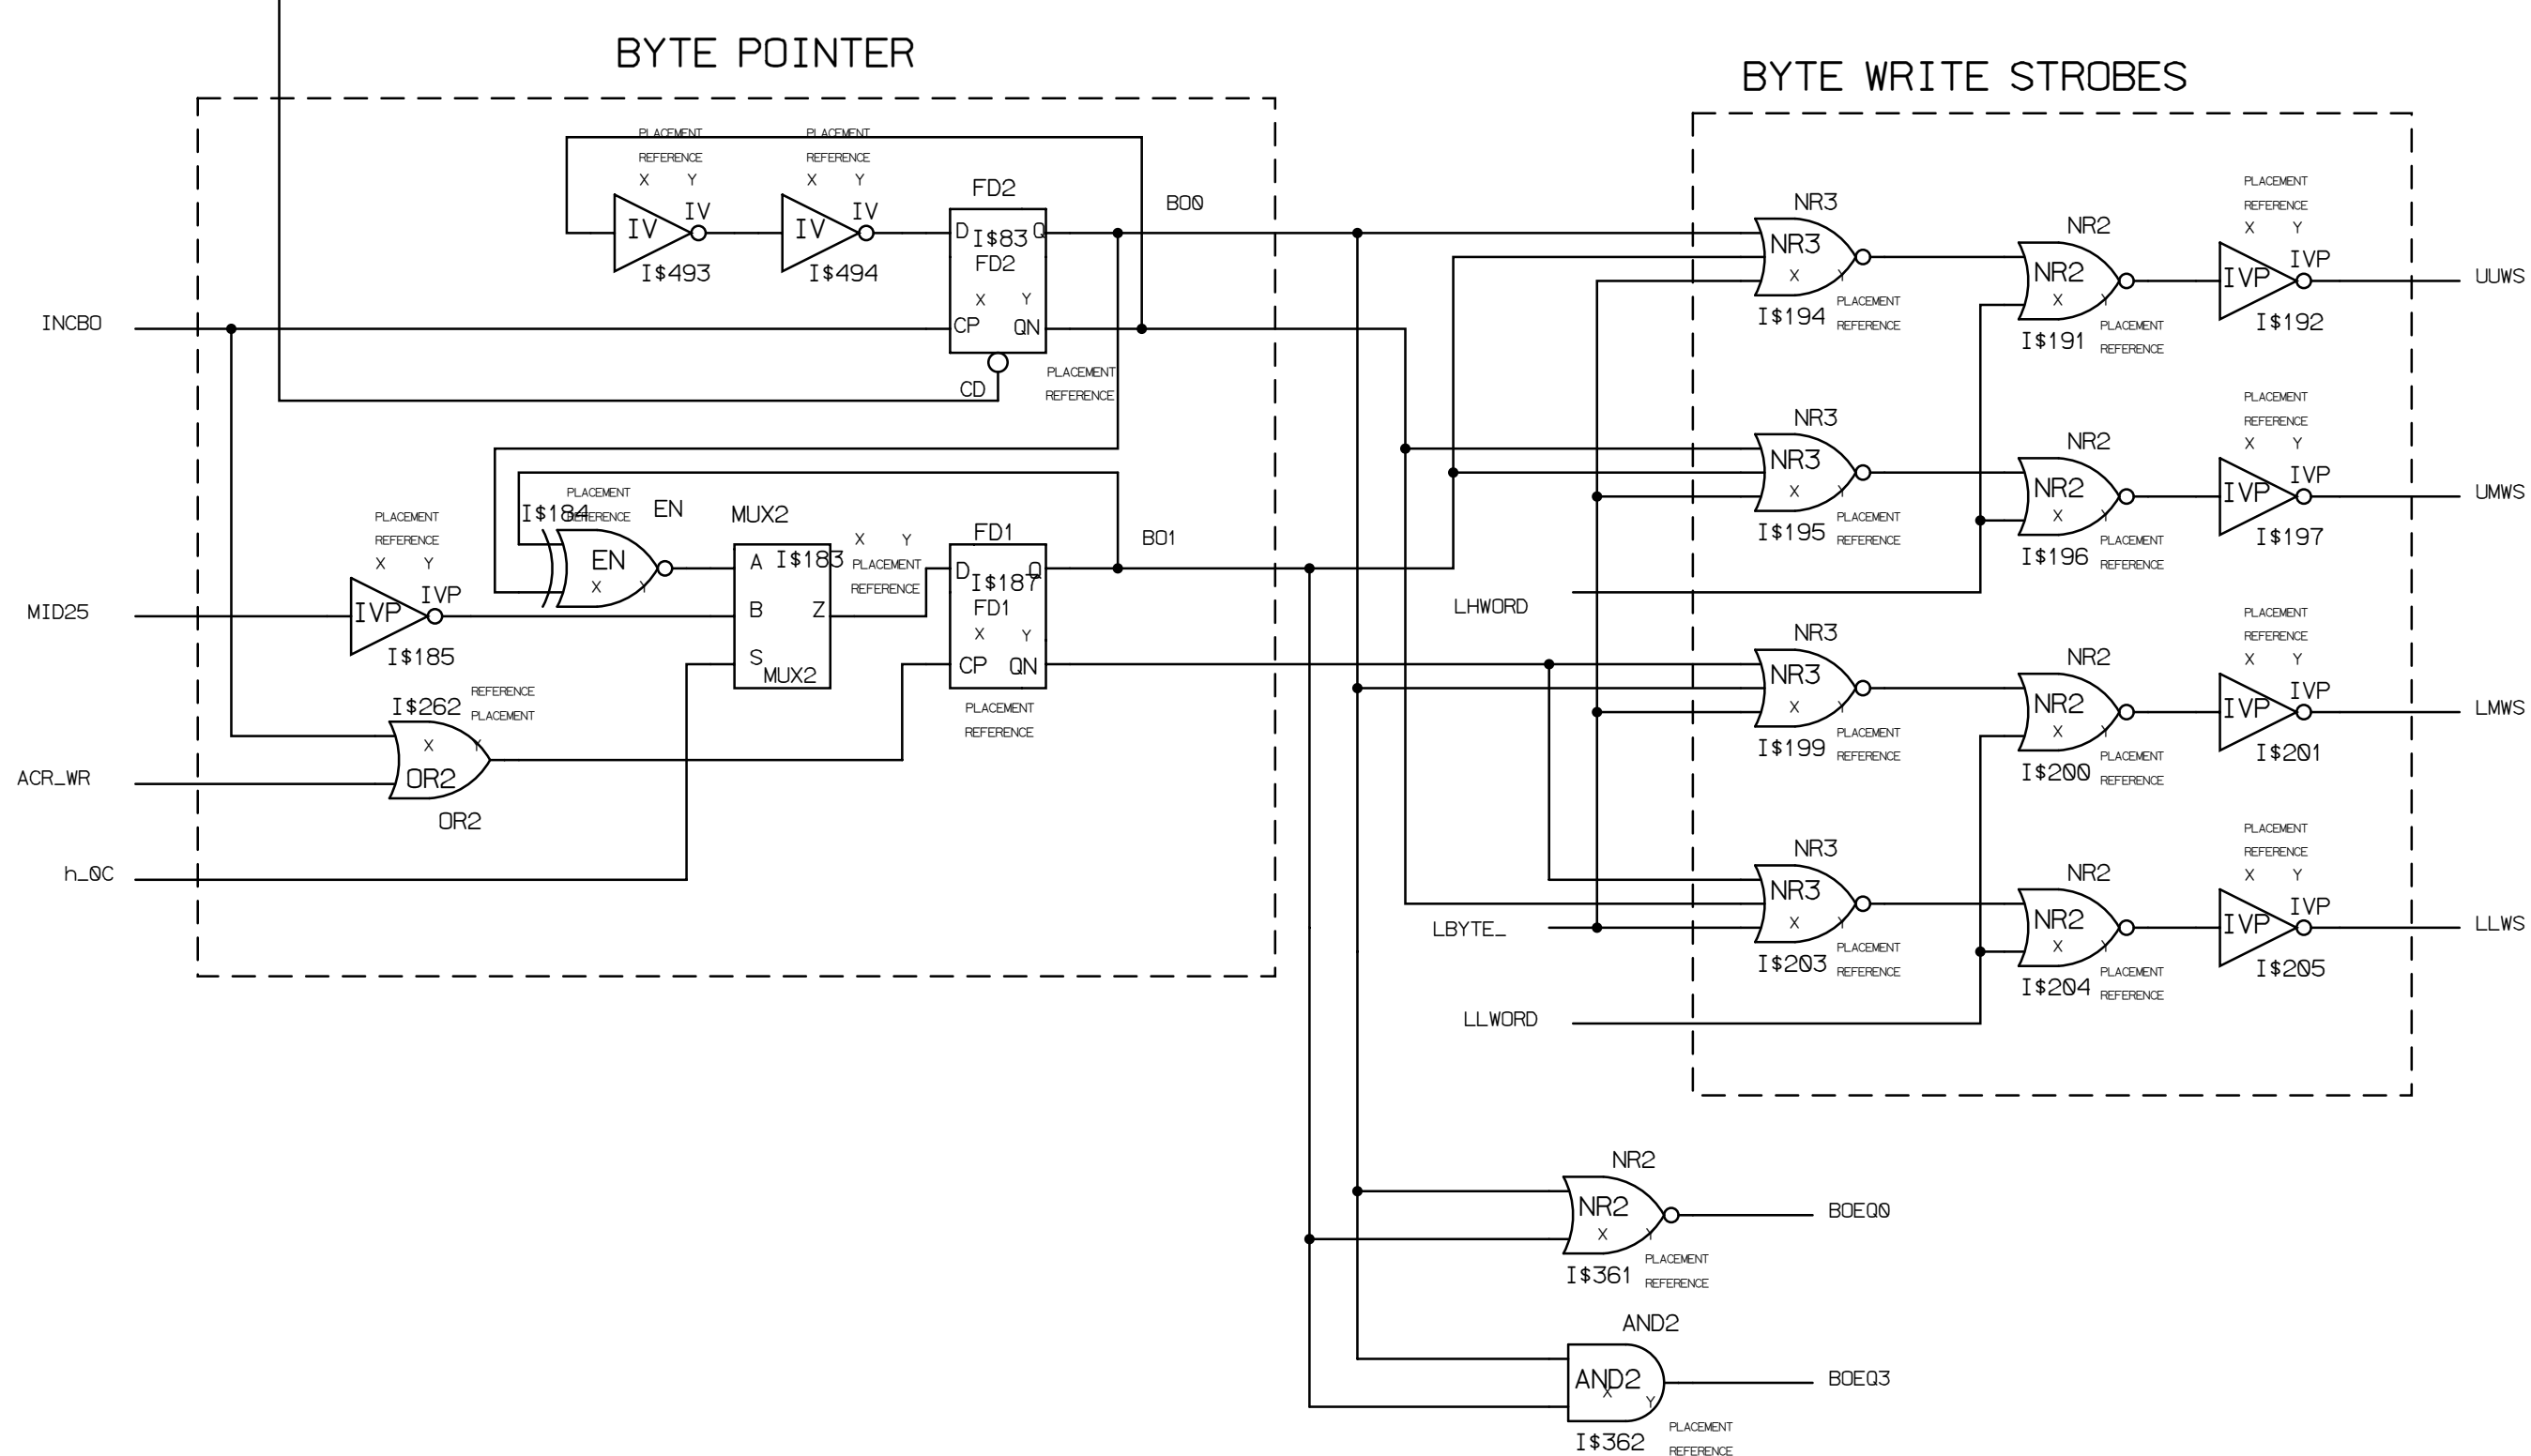 BYTE POINTER
BYTE WRITE STROBES
PLACEMENT
REFERENCE
X Y
IV
IV
I$493
PLACEMENT
REFERENCE
X Y
IV
IV
I$494
FD2
D I$83 Q
FD2
X Y
CP QN
CD
PLACEMENT
REFERENCE
BO0
INCBO
PLACEMENT
REFERENCE
I$184
EN
EN
X Y
MUX2
A I$183
B Z
S
MUX2
X Y
PLACEMENT
REFERENCE
FD1
D I$187 Q
FD1
X Y
CP QN
PLACEMENT
REFERENCE
BO1
PLACEMENT
REFERENCE
X Y
IVP
IVP
I$185
MID25
I$262
REFERENCE
PLACEMENT
X Y
OR2
OR2
ACR_WR
h_0C
NR3
NR3
X Y
I$194
PLACEMENT
REFERENCE
NR2
NR2
X Y
I$191
PLACEMENT
REFERENCE
PLACEMENT
REFERENCE
X Y
IVP
IVP
I$192
UUWS
NR3
NR3
X Y
I$195
PLACEMENT
REFERENCE
NR2
NR2
X Y
I$196
PLACEMENT
REFERENCE
PLACEMENT
REFERENCE
X Y
IVP
IVP
I$197
UMWS
LHWORD
NR3
NR3
X Y
I$199
PLACEMENT
REFERENCE
NR2
NR2
X Y
I$200
PLACEMENT
REFERENCE
PLACEMENT
REFERENCE
X Y
IVP
IVP
I$201
LMWS
NR3
NR3
X Y
I$203
PLACEMENT
REFERENCE
NR2
NR2
X Y
I$204
PLACEMENT
REFERENCE
PLACEMENT
REFERENCE
X Y
IVP
IVP
I$205
LLWS
LBYTE_
LLWORD
NR2
NR2
X Y
I$361
PLACEMENT
REFERENCE
BOEQ0
AND2
AND2
X Y
I$362
PLACEMENT
REFERENCE
BOEQ3